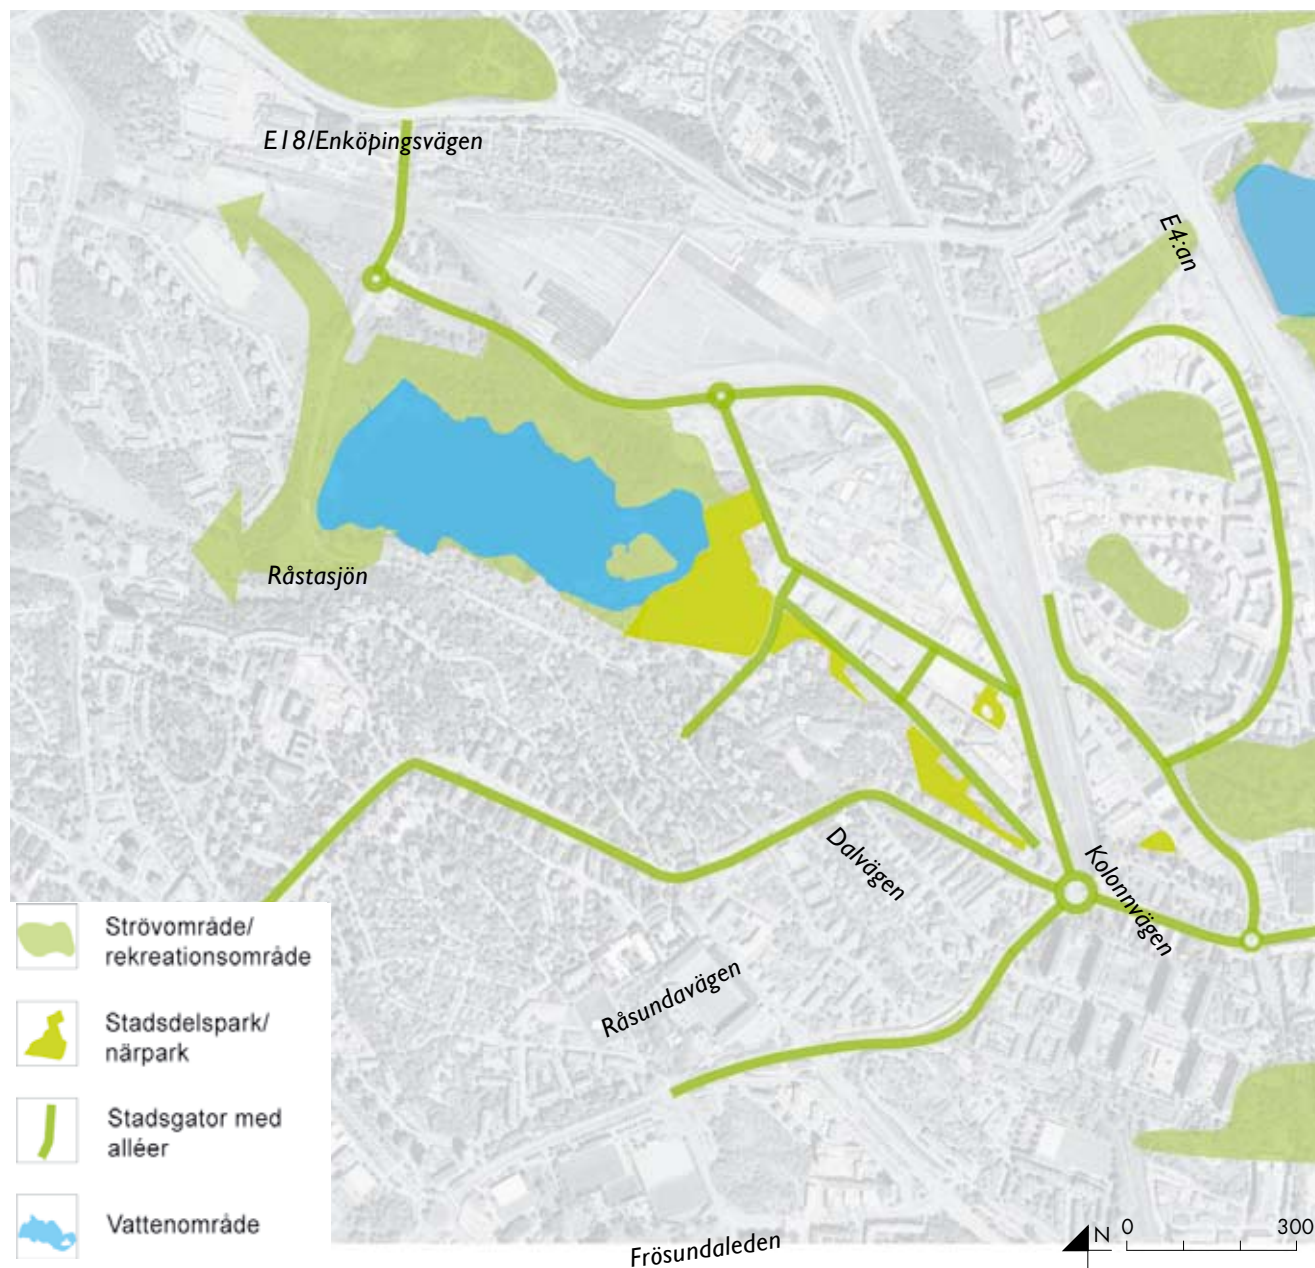 E18/Enköpingsvägen
E4:an
Råstasjön
Dalvägen
Kolonnvägen
Råsundavägen
Strövområde/
rekreationsområde
Stadsdelspark/
närpark
Stadsgator med
alléer
Vattenområde
Frösundaleden
N 0 300